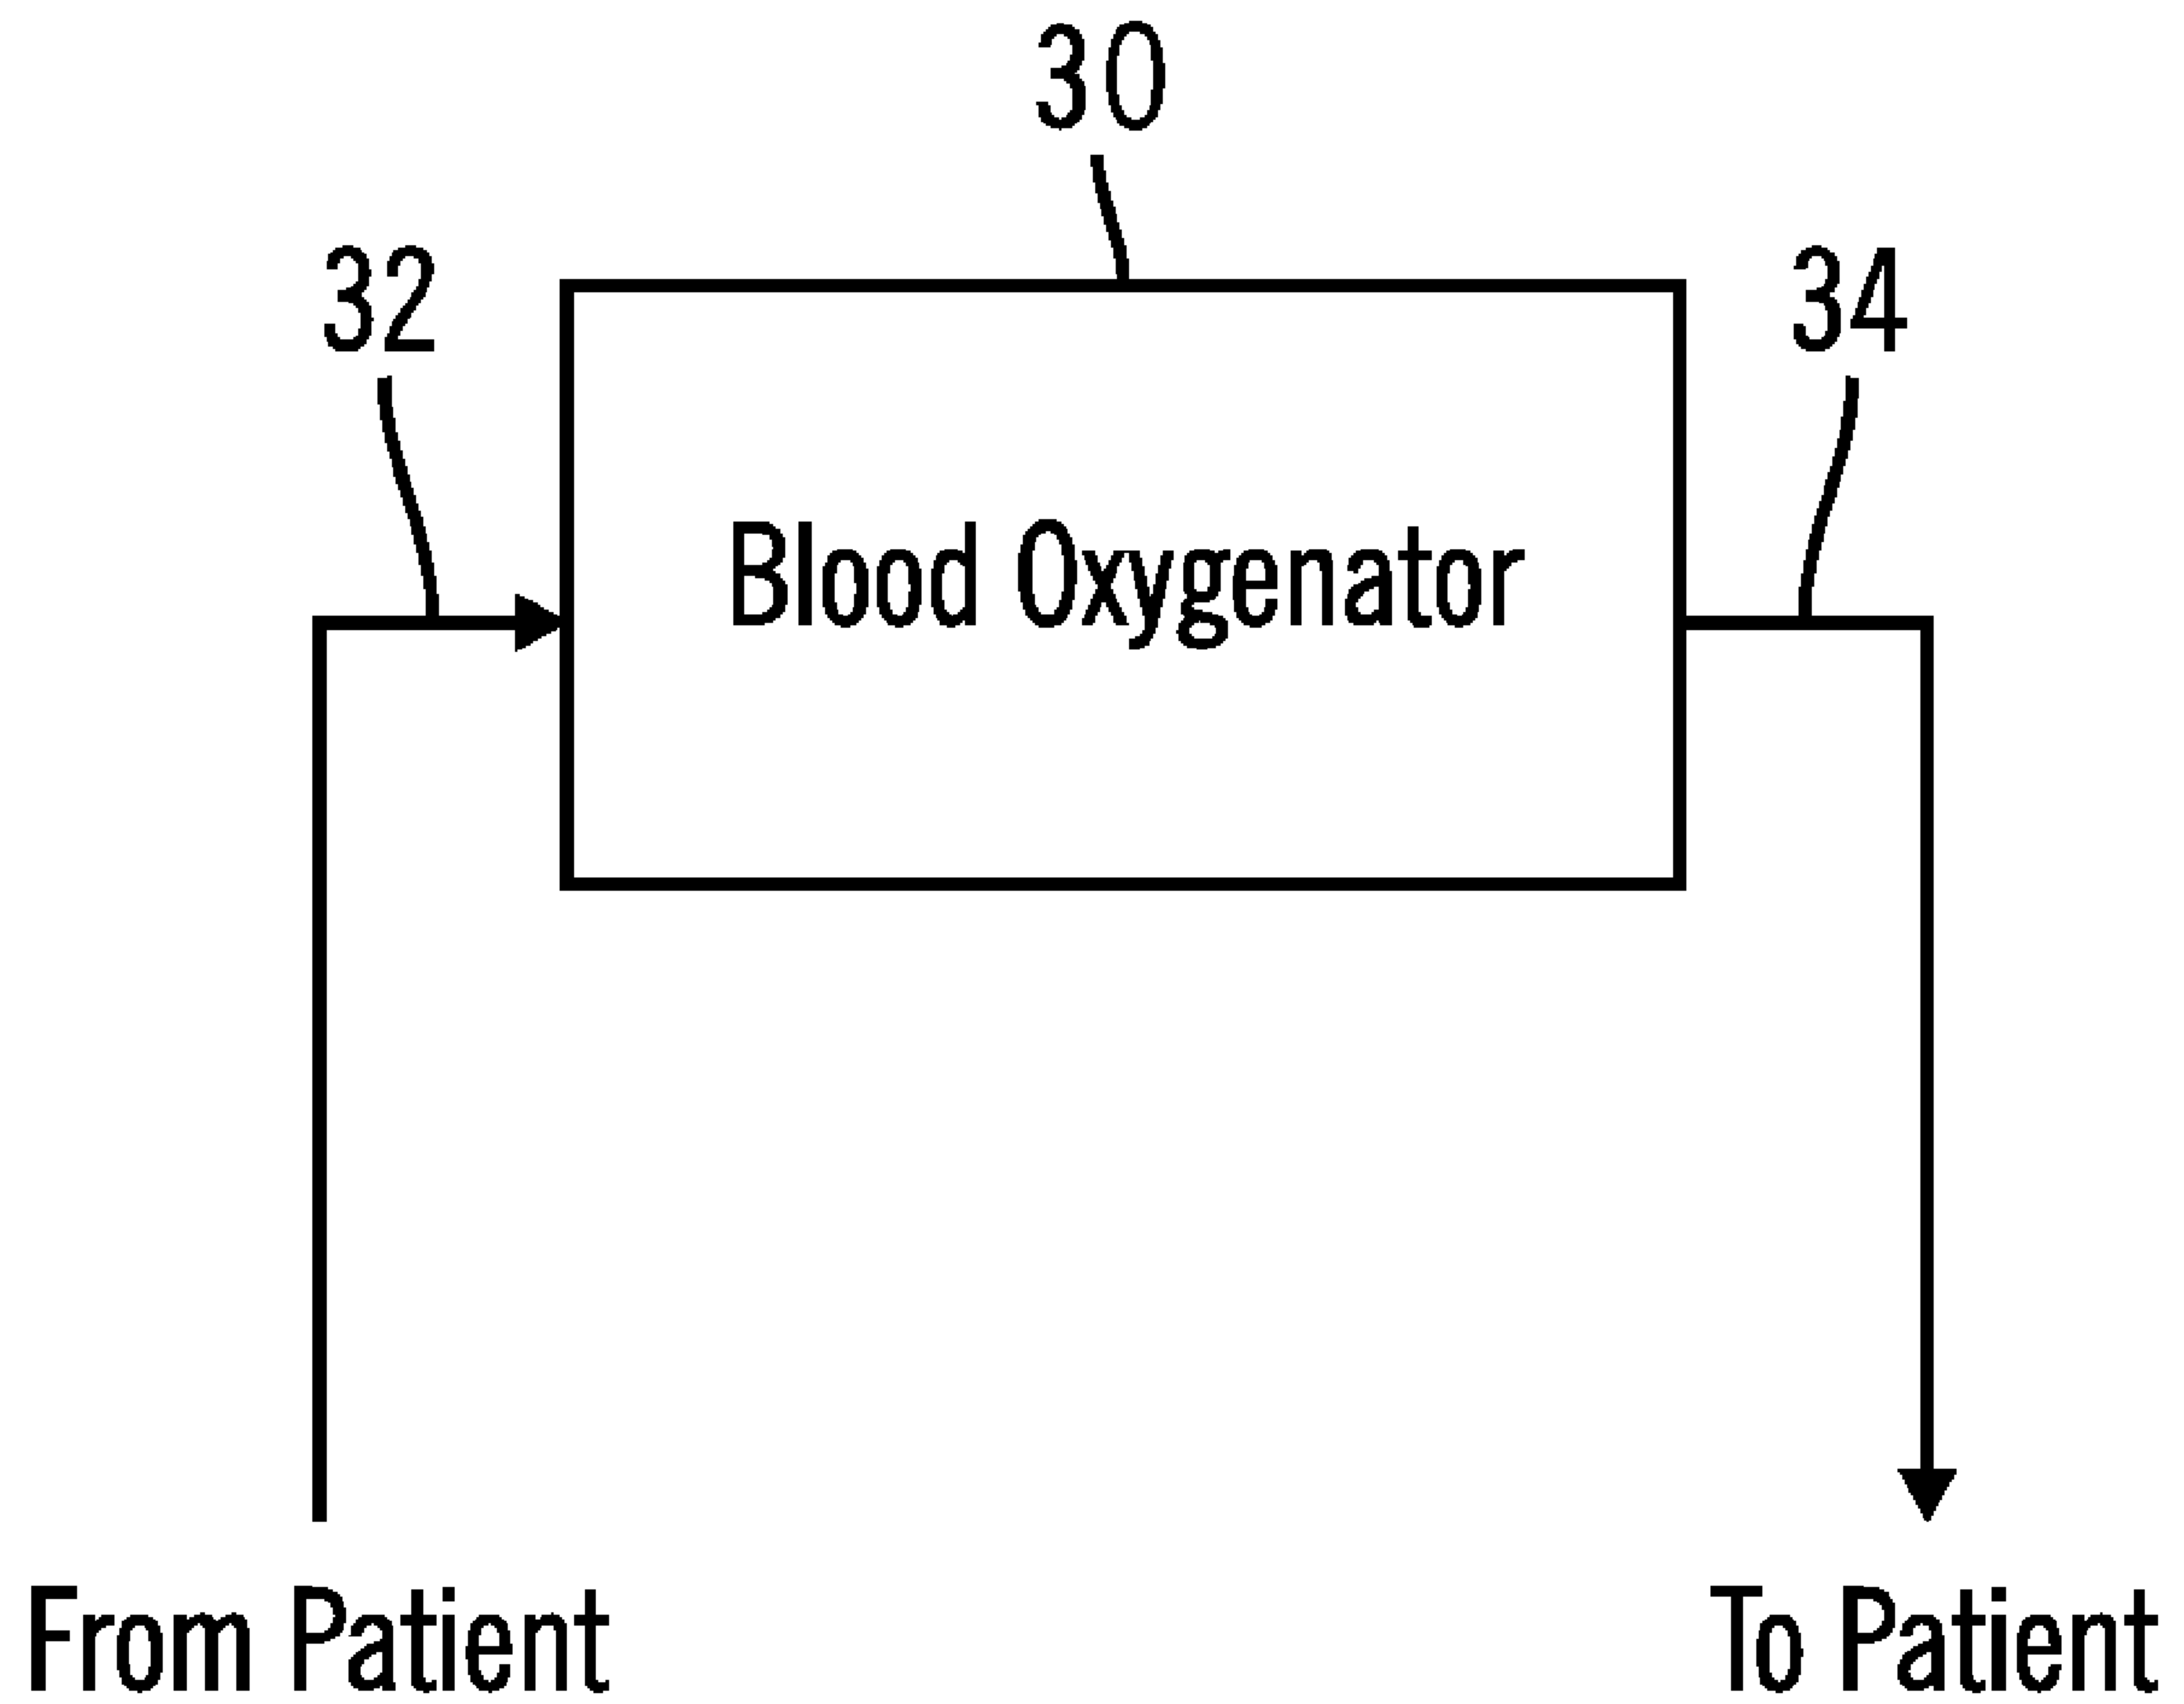 30
32
34
Blood Oxygenator
From Patient
To Patient